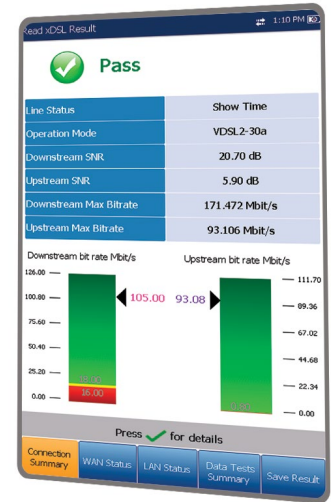 Read xDSL Result 1:10 PM
Pass
Line Status Show Time
Operation Mode VDSL2-30a
Downstream SNR 20.70 dB
Upstream SNR 5.90 dB
Downstream Max Bitrate 171.472 Mbit/s
Upstream Max Bitrate 93.106 Mbit/s
Downstream bit rate Mbit/s Upstream bit rate Mbit/s
126.00
100.80
75.60
50.40
25.20
0.00
105.00
16.00
93.08
111.70
89.36
67.02
44.68
22.34
0.00
Press for details
Connection Summary
WAN Status
LAN Status
Data Tests Summary
Save Result